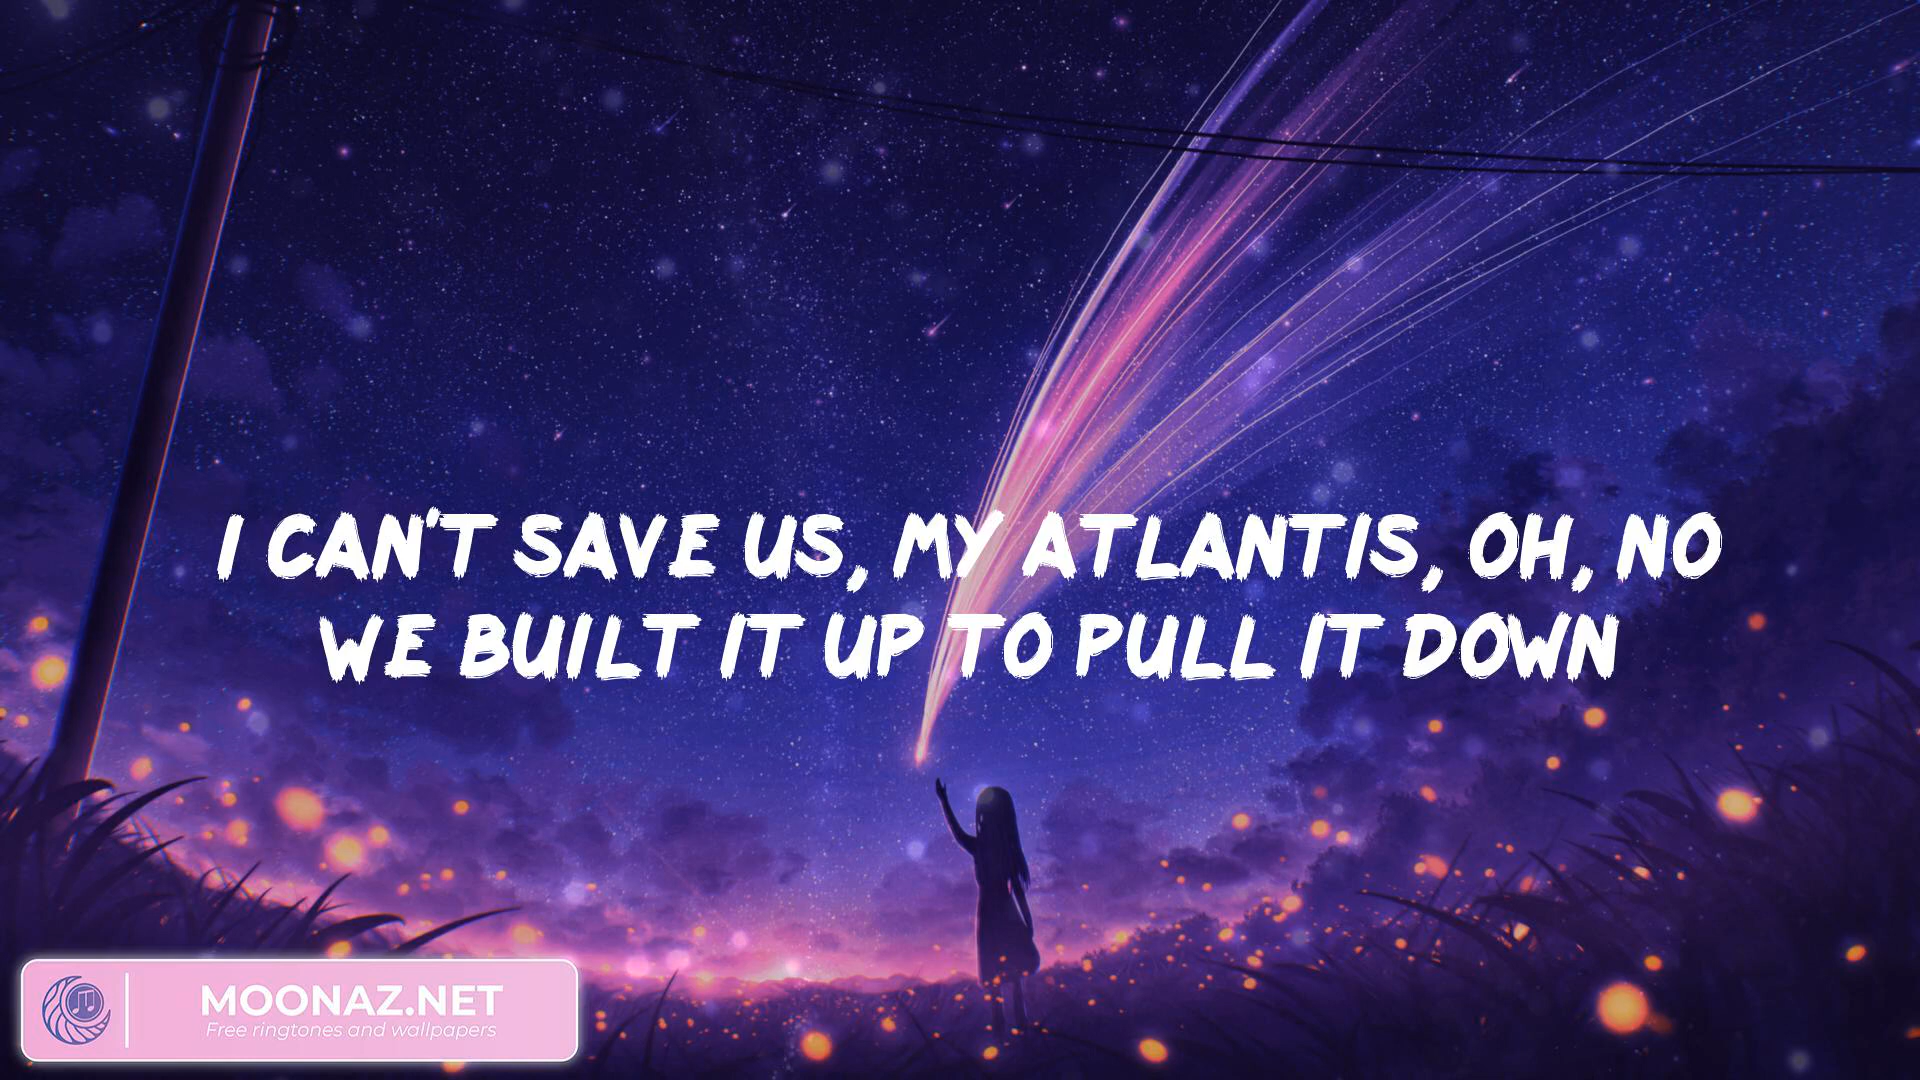 I CAN'T SAVE US, MY ATLANTIS, OH, NO
WE BUILT IT UP TO PULL IT DOWN
MOONAZ.NET
Free ringtones and wallpapers